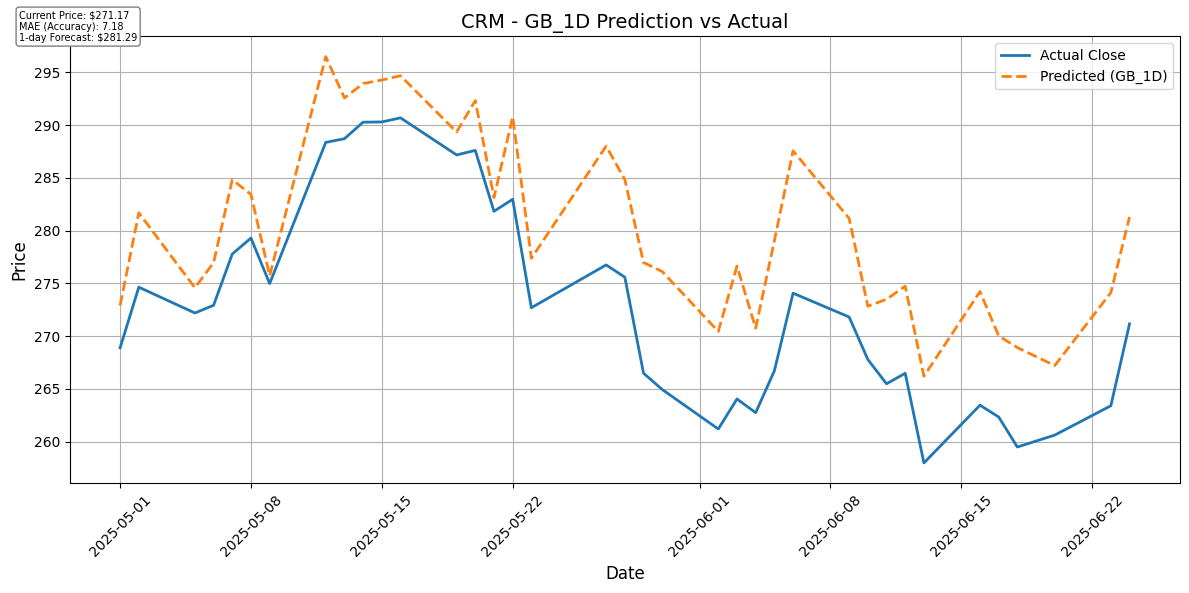 Current Price: $271.17
MAE (Accuracy): 7.18
1-day Forecast: $281.29
CRM - GB_1D Prediction vs Actual
Actual Close
Predicted (GB_1D)
Price
295
290
285
280
275
270
265
260
2025-05-01
2025-05-08
2025-05-15
2025-05-22
2025-06-01
2025-06-08
2025-06-15
2025-06-22
Date